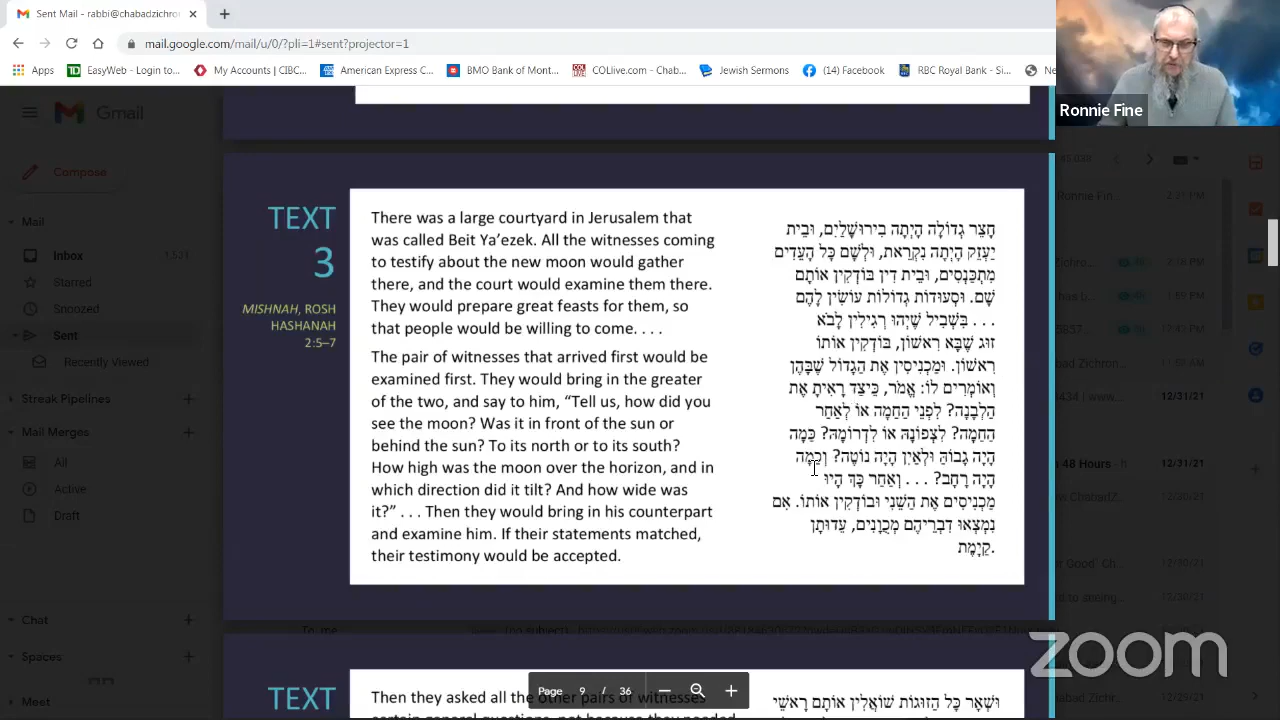 Sent Mail - rabbi@chabadzichro
mail.google.com/mail/u/0/?pli=1#sent?projector=1
Apps EasyWeb - Login to... My Accounts | CIBC... American Express C... BMO Bank of Mont... COLlive.com - Chab... Jewish Sermons (14) Facebook RBC Royal Bank - Si... Ne
Ronnie Fine
Gmail
Compose
Mail
Inbox 1,531
Starred
Snoozed
Sent
Recently Viewed
Streak Pipelines
Mail Merges
All
Active
Draft
Chat
Spaces
Meet
TEXT
3
MISHNAH, ROSH
HASHANAH
2:5–7
There was a large courtyard in Jerusalem that
was called Beit Ya'ezek. All the witnesses coming
to testify about the new moon would gather
there, and the court would examine them there.
They would prepare great feasts for them, so
that people would be willing to come. . . .
The pair of witnesses that arrived first would be
examined first. They would bring in the greater
of the two, and say to him, “Tell us, how did you
see the moon? Was it in front of the sun or
behind the sun? To its north or to its south?
How high was the moon over the horizon, and in
which direction did it tilt? And how wide was
it?” . . . Then they would bring in his counterpart
and examine him. If their statements matched,
their testimony would be accepted.
חָצֵר גְדוֹלָה הָיְתָה בִירוּשָׁלַיִם, וּבֵית
יַעְזֵק הָיְתָה נִקְרֵאת, וּלְשָׁם כָּל הָעֵדִים
מִתְכַּנְסִים, וּבֵית דִין בּוֹדְקִין אוֹתָם
שָׁם. וּסְעוּדוֹת גְדוֹלוֹת עוֹשִׂין לָהֶם
בִּשְׁבִיל שֶׁיְהוּ רְגִילִין לָבֹא . . .
זוּג שֶׁבָּא רִאשׁוֹן, בּוֹדְקִין אוֹתוֹ
רִאשׁוֹן. וּמַכְנִיסִין אֶת הַגָדוֹל שֶׁבָּהֶן
וְאוֹמְרִים לוֹ: אֱמֹר, כֵּיצַד רָאִיתָ אֶת
הַלְבָנָה? לִפְנֵי הַחַמָה אוֹ לְאַחַר
הַחַמָה? לִצְפוֹנָהּ אוֹ לִדְרוֹמָהּ? כַּמָה
הָיָה גָבוֹהַּ וּלְאַיִן הָיָה נוֹטֶה? וְכַמָה
הָיָה רָחָב? . . . וְאַחַר כָּךְ הָיוּ
מַכְנִיסִים אֶת הַשֵׁנִי וּבוֹדְקִין אוֹתוֹ. אִם
נִמְצְאוּ דִבְרֵיהֶם מְכֻוָנִים, עֵדוּתָן
קַיֶמֶת.
TEXT
Then they asked all the other pairs of witnesses
וּשְׁאָר כָּל הַזוּגוֹת שׁוֹאֲלִין אוֹתָם רָאשֵׁי
Page 9 / 36
zoom